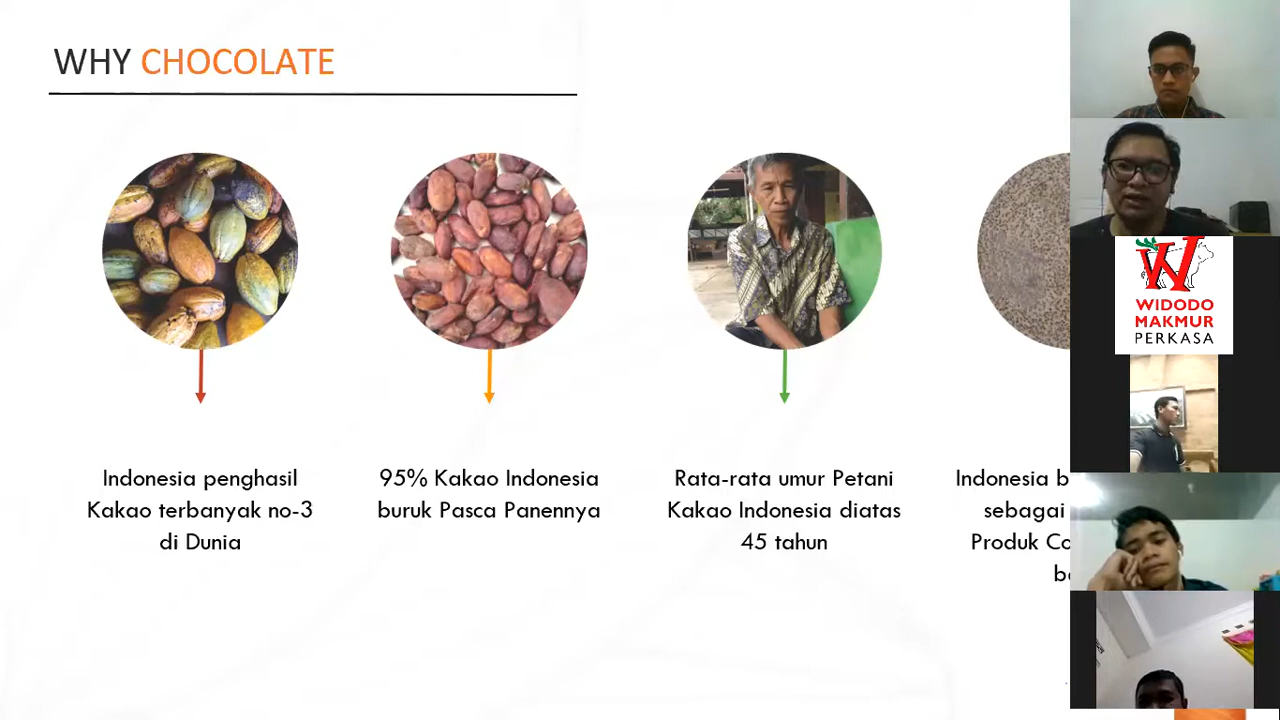 WHY CHOCOLATE
Indonesia penghasil
Kakao terbanyak no-3
di Dunia
95% Kakao Indonesia
buruk Pasca Panennya
Rata-rata umur Petani
Kakao Indonesia diatas
45 tahun
Indonesia
sebagai
Produk
WIDODO
MAKMUR
PERKASA